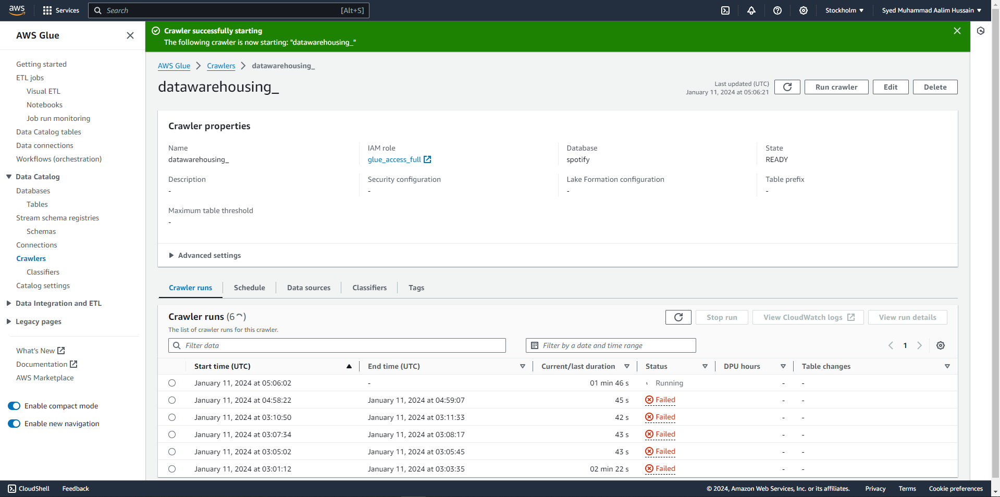 aws
Services
Search
[Alt+S]
Stockholm
Syed Muhammad Aalim Hussain
AWS Glue
Getting started
ETL jobs
Visual ETL
Notebooks
Job run monitoring
Data Catalog tables
Data connections
Workflows (orchestration)
Data Catalog
Databases
Tables
Stream schema registries
Schemas
Connections
Crawlers
Classifiers
Catalog settings
Data Integration and ETL
Legacy pages
What's New
Documentation
AWS Marketplace
Enable compact mode
Enable new navigation
Crawler successfully starting
The following crawler is now starting: "datawarehousing_"
AWS Glue > Crawlers > datawarehousing_
datawarehousing_
Last updated (UTC)
January 11, 2024 at 05:06:21
Run crawler
Edit
Delete
Crawler properties
Name
datawarehousing_
IAM role
glue_access_full
Database
spotify
State
READY
Description
-
Security configuration
-
Lake Formation configuration
-
Table prefix
-
Maximum table threshold
-
Advanced settings
Crawler runs
Schedule
Data sources
Classifiers
Tags
Crawler runs (6)
The list of crawler runs for this crawler.
Stop run
View CloudWatch logs
View run details
Filter data
Filter by a date and time range
1
Start time (UTC) End time (UTC) Current/last duration Status DPU hours Table changes
January 11, 2024 at 05:06:02 - 01 min 46 s Running - -
January 11, 2024 at 04:58:22 January 11, 2024 at 04:59:07 45 s Failed - -
January 11, 2024 at 03:10:50 January 11, 2024 at 03:11:33 42 s Failed - -
January 11, 2024 at 03:07:34 January 11, 2024 at 03:08:17 43 s Failed - -
January 11, 2024 at 03:05:02 January 11, 2024 at 03:05:45 43 s Failed - -
January 11, 2024 at 03:01:12 January 11, 2024 at 03:03:35 02 min 22 s Failed - -
CloudShell
Feedback
© 2024, Amazon Web Services, Inc. or its affiliates.
Privacy
Terms
Cookie preferences